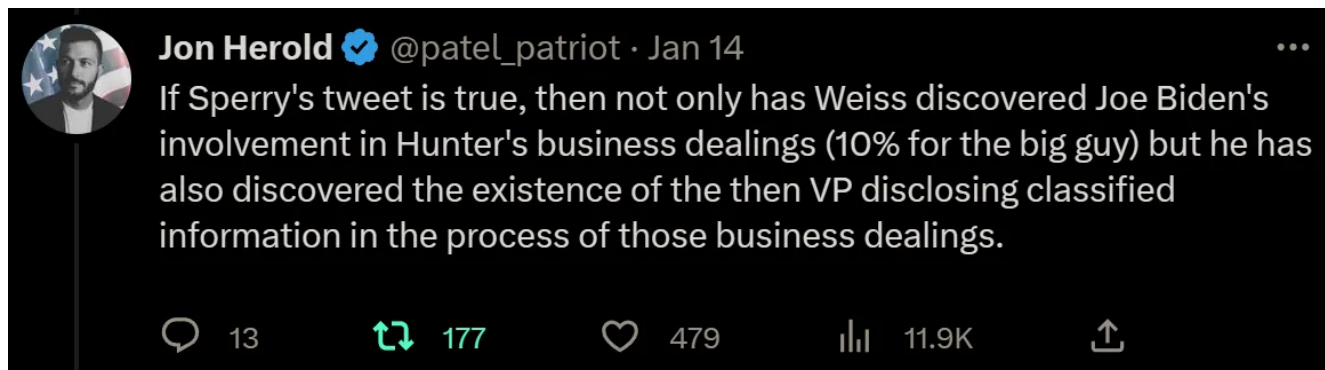 Jon Herold @patel_patriot · Jan 14
If Sperry's tweet is true, then not only has Weiss discovered Joe Biden's
involvement in Hunter's business dealings (10% for the big guy) but he has
also discovered the existence of the then VP disclosing classified
information in the process of those business dealings.
13 177 479 11.9K